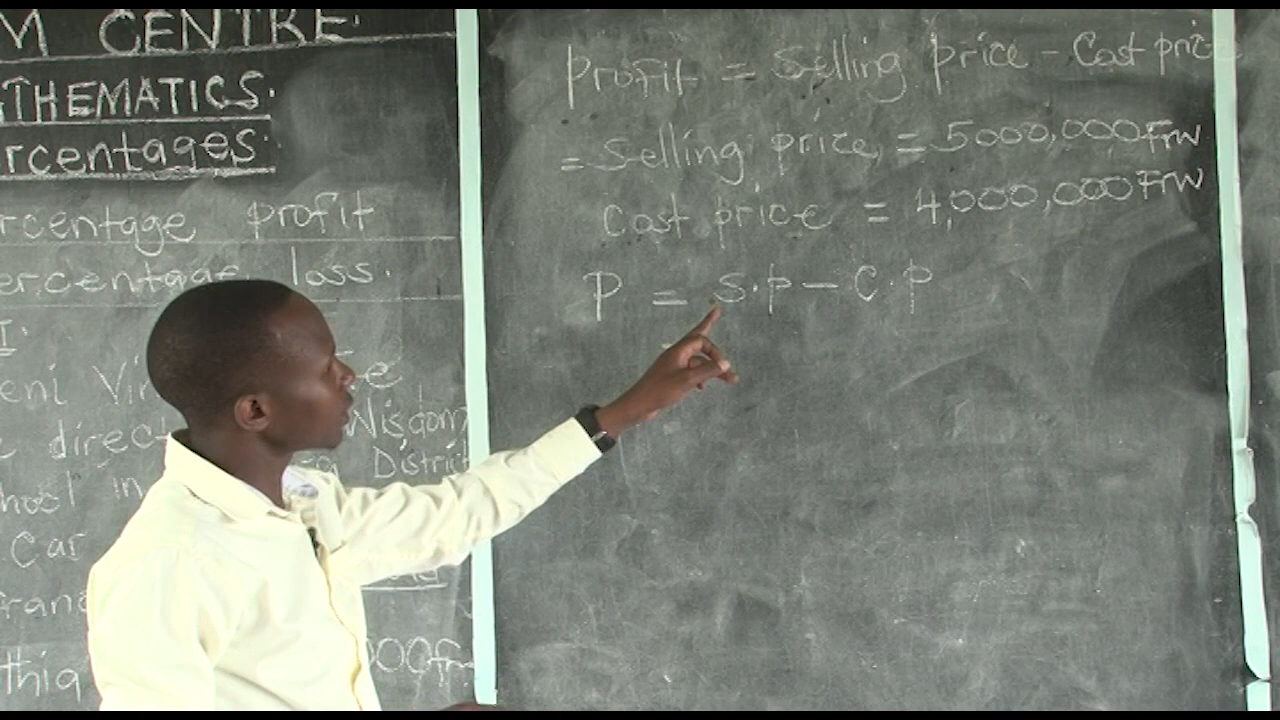 M CENTRE.
THEMATICS.
rcentages.
rcentage profit
ercentage loss.
I.
eni Vi
e direct Wisdom
District
hool in
Car
franc
thig 000frw
profit = Selling price - Cost price
= Selling price, = 5000,000FrW
Cost price = 4,000,000FrW
P = S.p - C.p